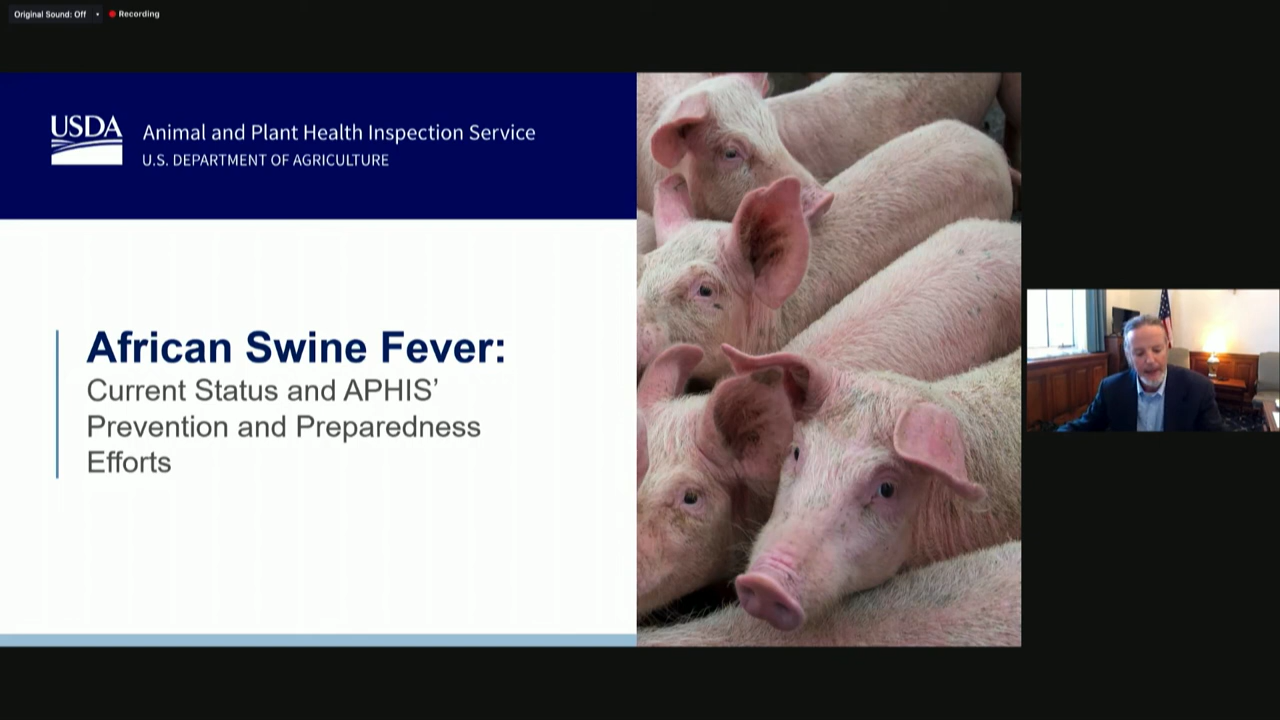 Original Sound: Off
Recording
USDA
Animal and Plant Health Inspection Service
U.S. DEPARTMENT OF AGRICULTURE
African Swine Fever:
Current Status and APHIS’
Prevention and Preparedness
Efforts